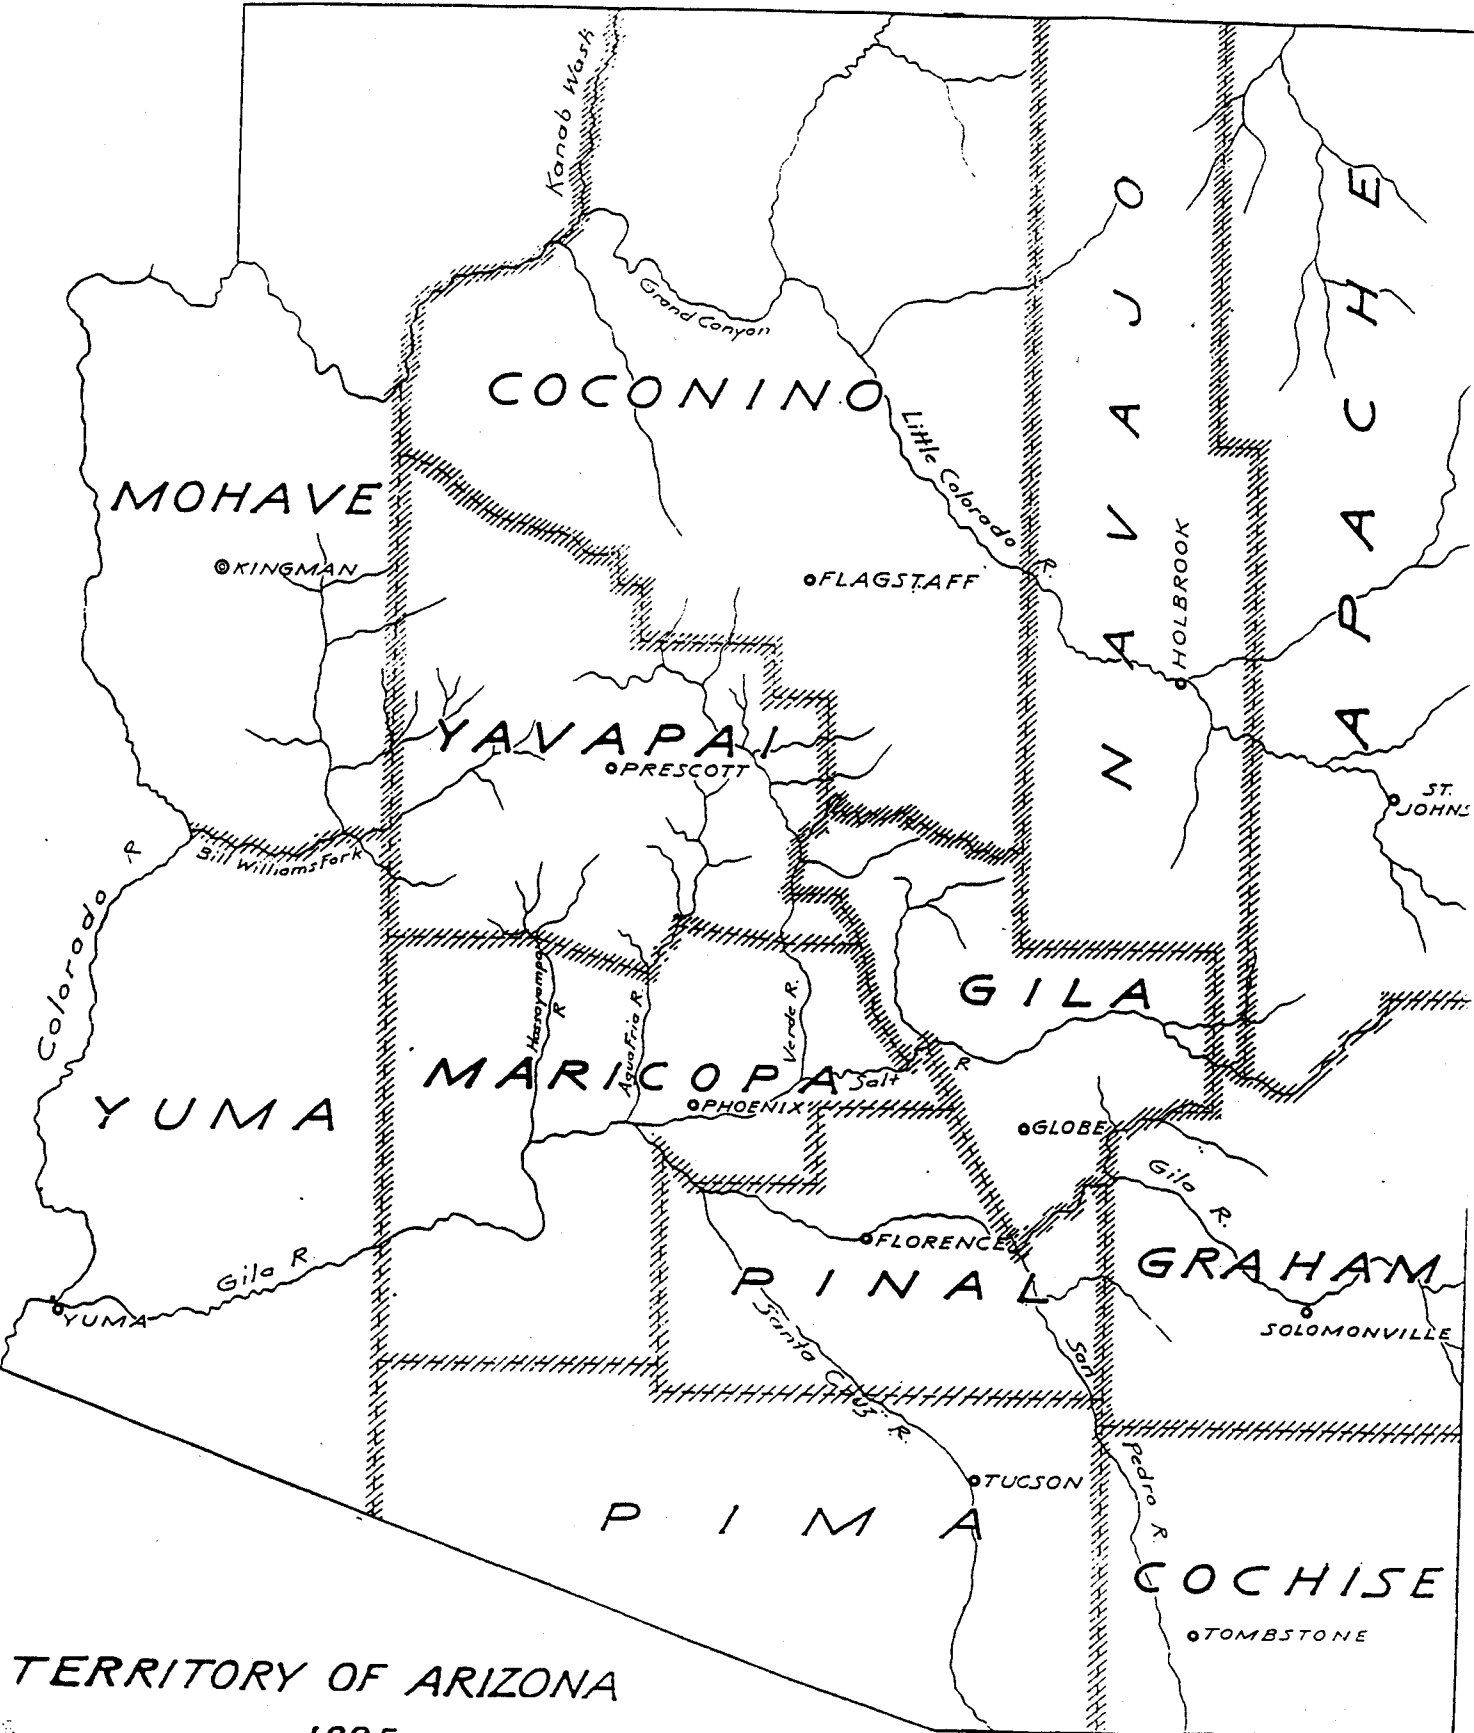 Kanab Wash
Grand Canyon
COCONINO
Little Colorado R.
NAVAJO
APACHE
MOHAVE
KINGMAN
FLAGSTAFF
HOLBROOK
YAVAPAI
PRESCOTT
ST.
JOHNS
Bill Williams Fork
Colorado R
Hassayampa R
Agua Fria R.
Verde R.
GILA
MARICOPA
Salt R
PHOENIX
GLOBE
YUMA
Gila R.
FLORENCE
PINAL
GRAHAM
SOLOMONVILLE
Gila R
YUMA
Santa Cruz R.
San Pedro R.
TUCSON
PIMA
COCHISE
TOMBSTONE
TERRITORY OF ARIZONA